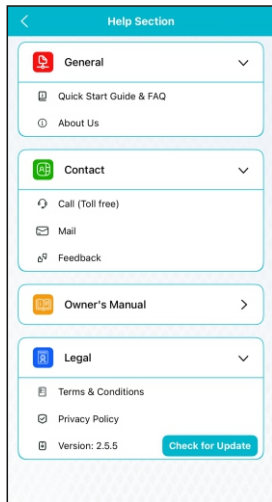 Help Section
General
Quick Start Guide & FAQ
About Us
Contact
Call (Toll free)
Mail
Feedback
Owner's Manual
Legal
Terms & Conditions
Privacy Policy
Version: 2.5.5 Check for Update